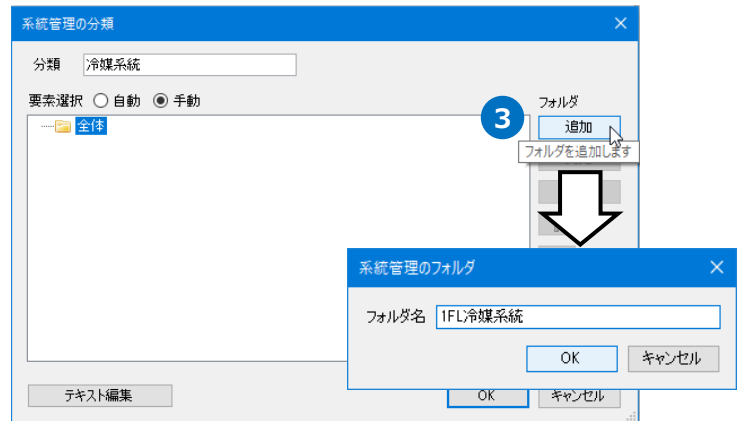 系統管理の分類
分類 冷媒系統
要素選択 自動 手動
フォルダ
全体
3
追加
フォルダを追加します
系統管理のフォルダ
フォルダ名 1FL冷媒系統
OK キャンセル
テキスト編集
OK キャンセル